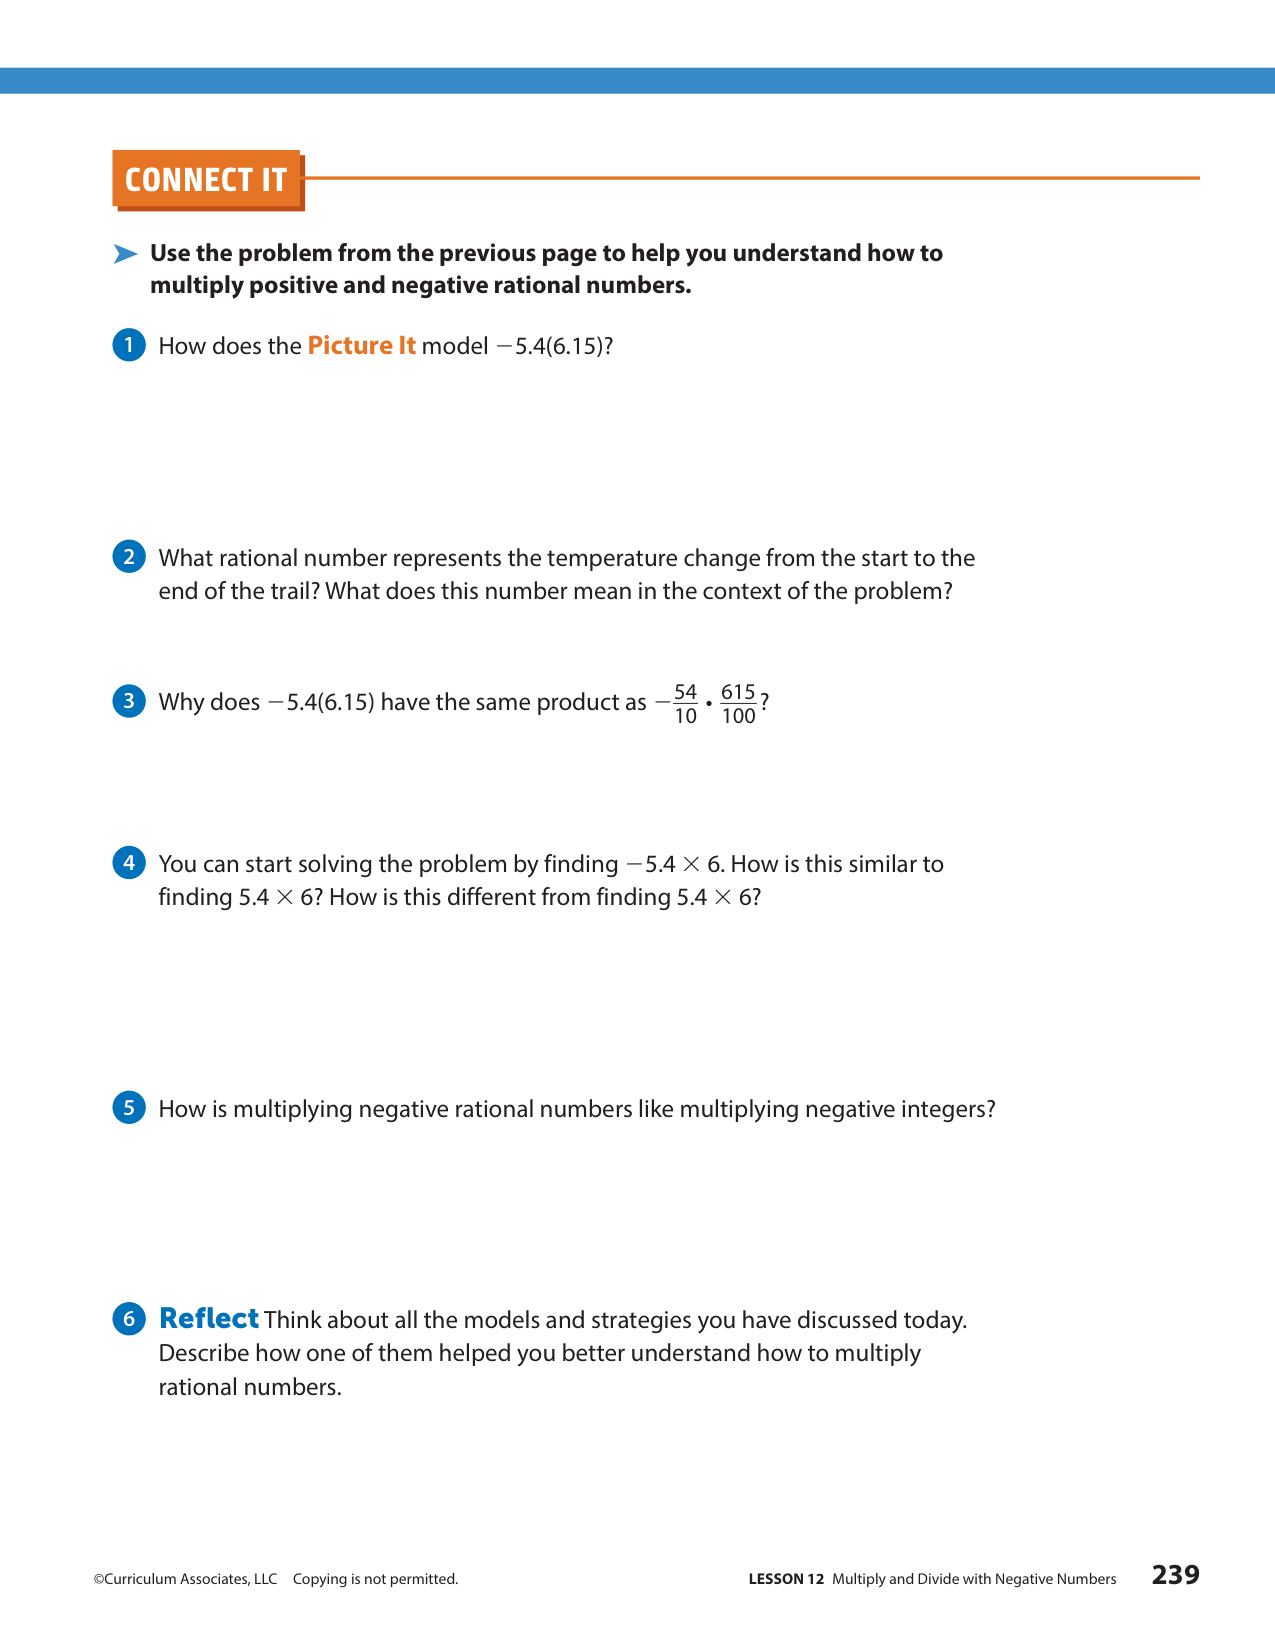 CONNECT IT
Use the problem from the previous page to help you understand how to
multiply positive and negative rational numbers.
1 How does the Picture It model −5.4(6.15)?
2 What rational number represents the temperature change from the start to the
end of the trail? What does this number mean in the context of the problem?
3 Why does −5.4(6.15) have the same product as −54/10 • 615/100?
4 You can start solving the problem by finding −5.4 × 6. How is this similar to
finding 5.4 × 6? How is this different from finding 5.4 × 6?
5 How is multiplying negative rational numbers like multiplying negative integers?
6 Reflect Think about all the models and strategies you have discussed today.
Describe how one of them helped you better understand how to multiply
rational numbers.
©Curriculum Associates, LLC Copying is not permitted. LESSON 12 Multiply and Divide with Negative Numbers 239